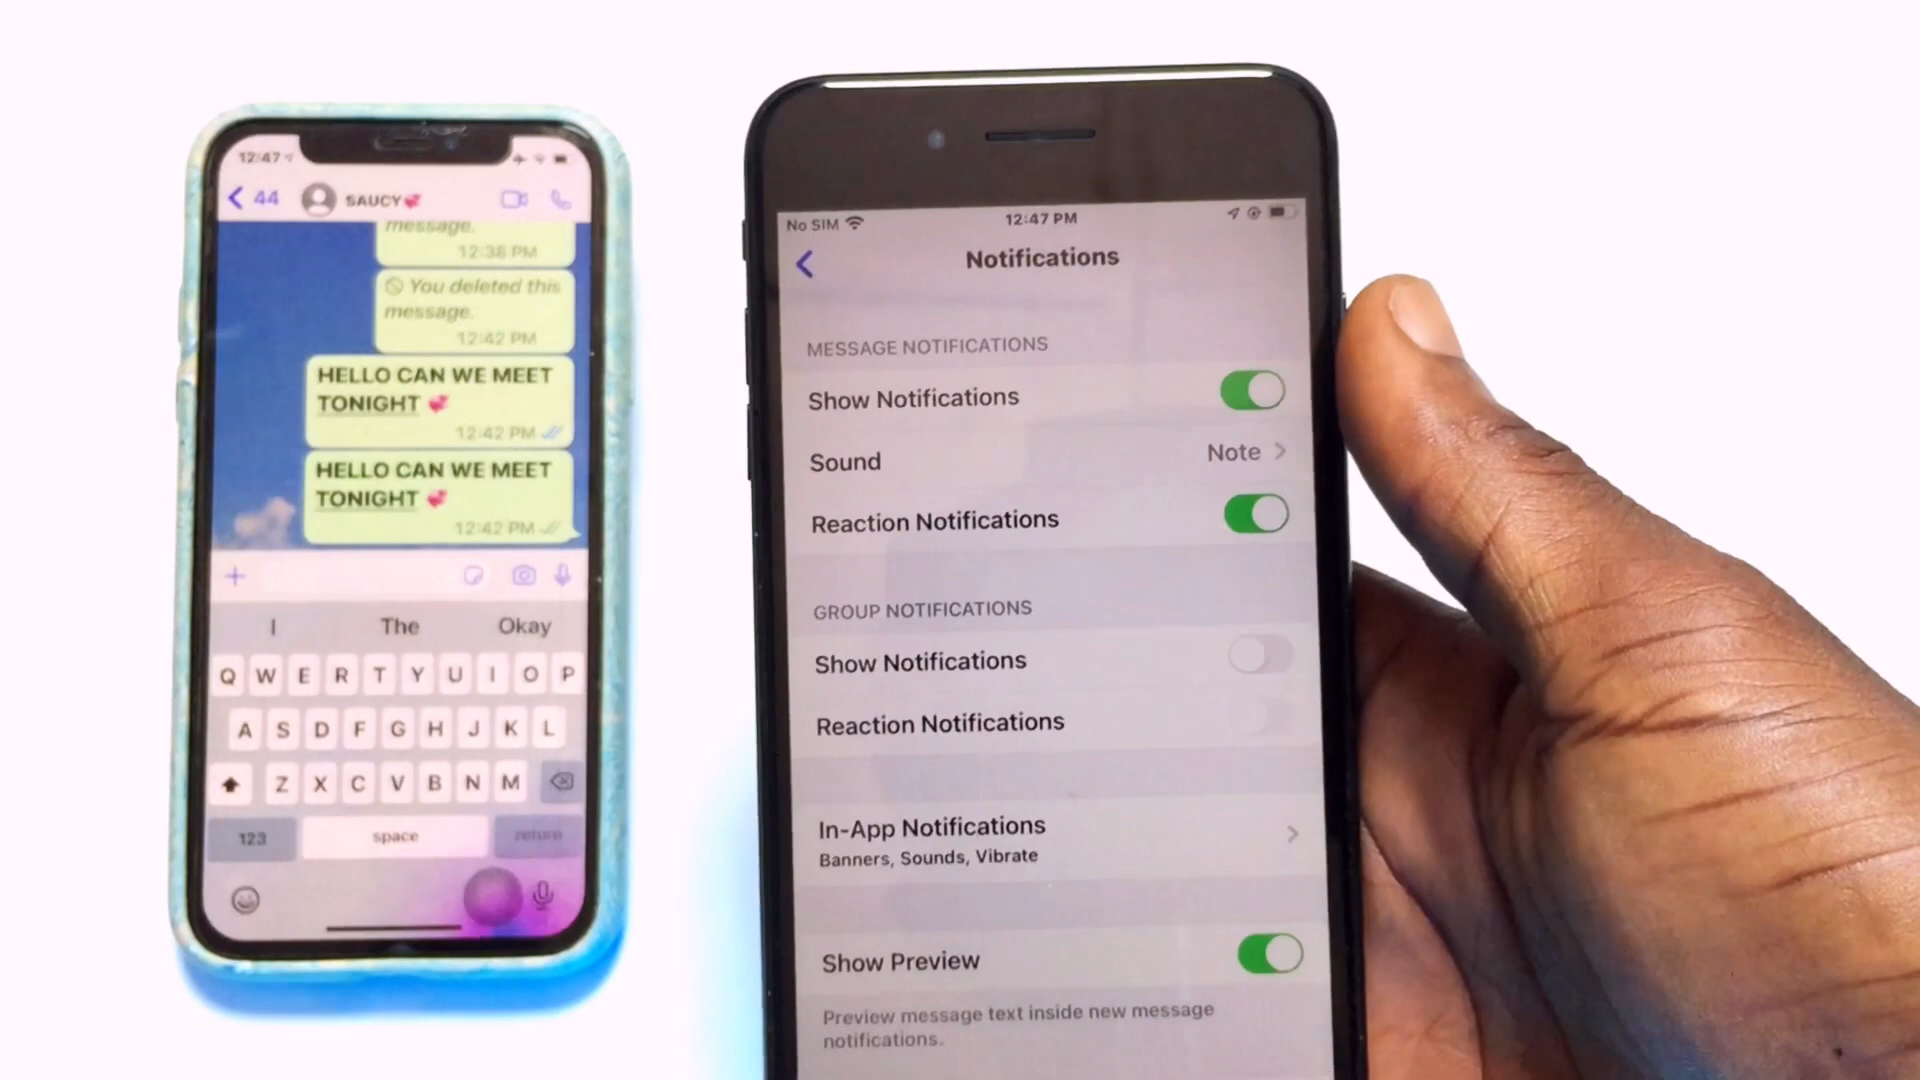 12:47
44
SAUCY💞
message.
12:38 PM
You deleted this
message.
12:42 PM
HELLO CAN WE MEET
TONIGHT 💞
12:42 PM
HELLO CAN WE MEET
TONIGHT 💞
12:42 PM
I The Okay
Q W E R T Y U I O P
A S D F G H J K L
Z X C V B N M
123 space return
No SIM 12:47 PM
Notifications
MESSAGE NOTIFICATIONS
Show Notifications
Sound Note
Reaction Notifications
GROUP NOTIFICATIONS
Show Notifications
Reaction Notifications
In-App Notifications
Banners, Sounds, Vibrate
Show Preview
Preview message text inside new message
notifications.